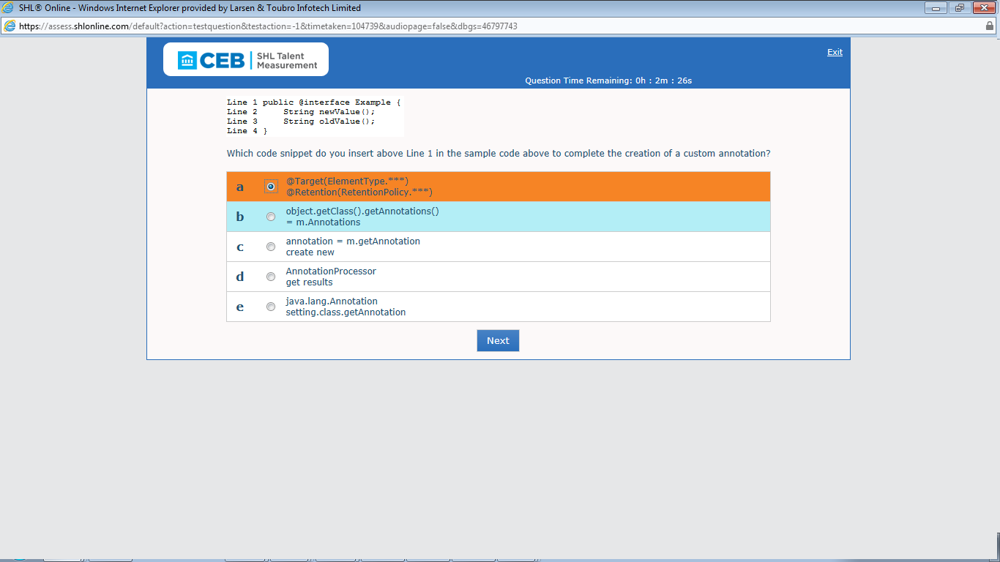 SHL® Online - Windows Internet Explorer provided by Larsen & Toubro Infotech Limited
https://assess.shlonline.com/default?action=testquestion&testaction=-1&timetaken=104739&audiopage=false&dbgs=46797743
CEB SHL Talent Measurement
Exit
Question Time Remaining: 0h : 2m : 26s
Line 1 public @interface Example {
Line 2     String newValue();
Line 3     String oldValue();
Line 4 }
Which code snippet do you insert above Line 1 in the sample code above to complete the creation of a custom annotation?
a @Target(ElementType.***)
@Retention(RetentionPolicy.***)
b object.getClass().getAnnotations()
= m.Annotations
c annotation = m.getAnnotation
create new
d AnnotationProcessor
get results
e java.lang.Annotation
setting.class.getAnnotation
Next